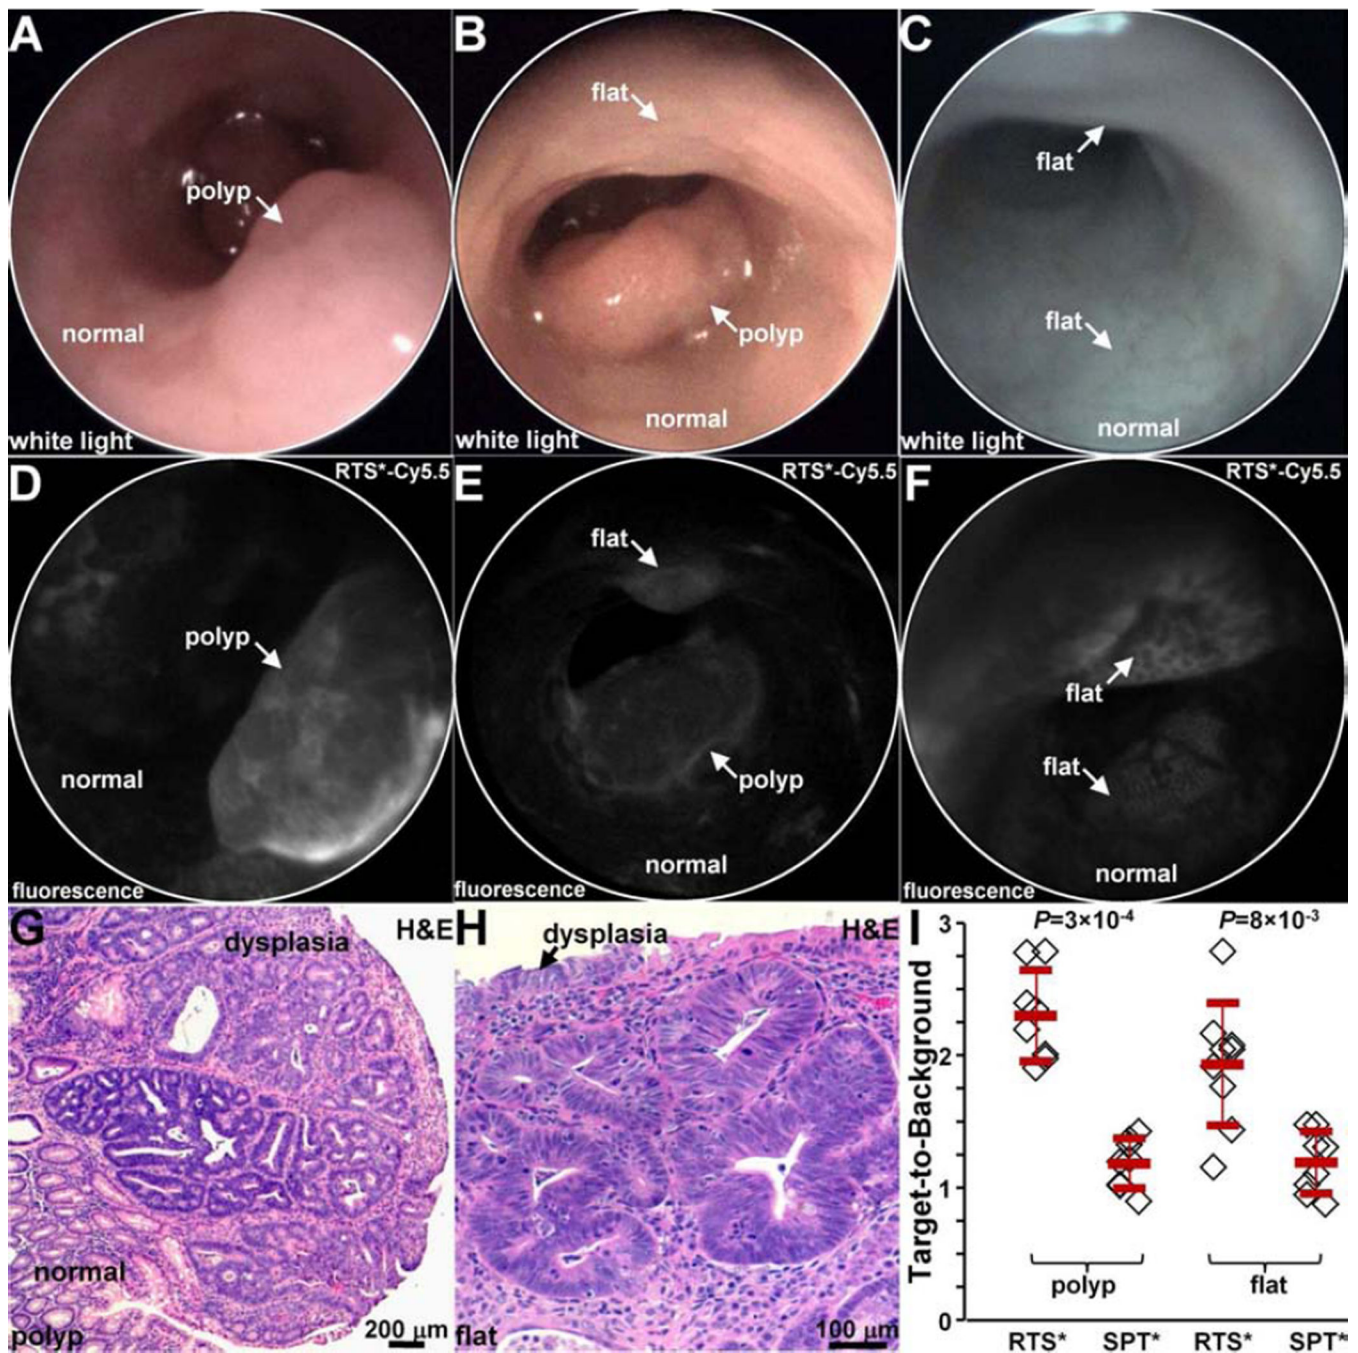 A
polyp
normal
white light
B
flat
polyp
normal
white light
C
flat
flat
normal
white light
D
RTS*-Cy5.5
polyp
normal
fluorescence
E
RTS*-Cy5.5
flat
polyp
normal
fluorescence
F
RTS*-Cy5.5
flat
flat
normal
fluorescence
G
H&E
dysplasia
normal
polyp
200 μm
H
H&E
dysplasia
flat
100 μm
I
P=3×10-4
P=8×10-3
Target-to-Background
3
2
1
0
polyp
flat
RTS*
SPT*
RTS*
SPT*